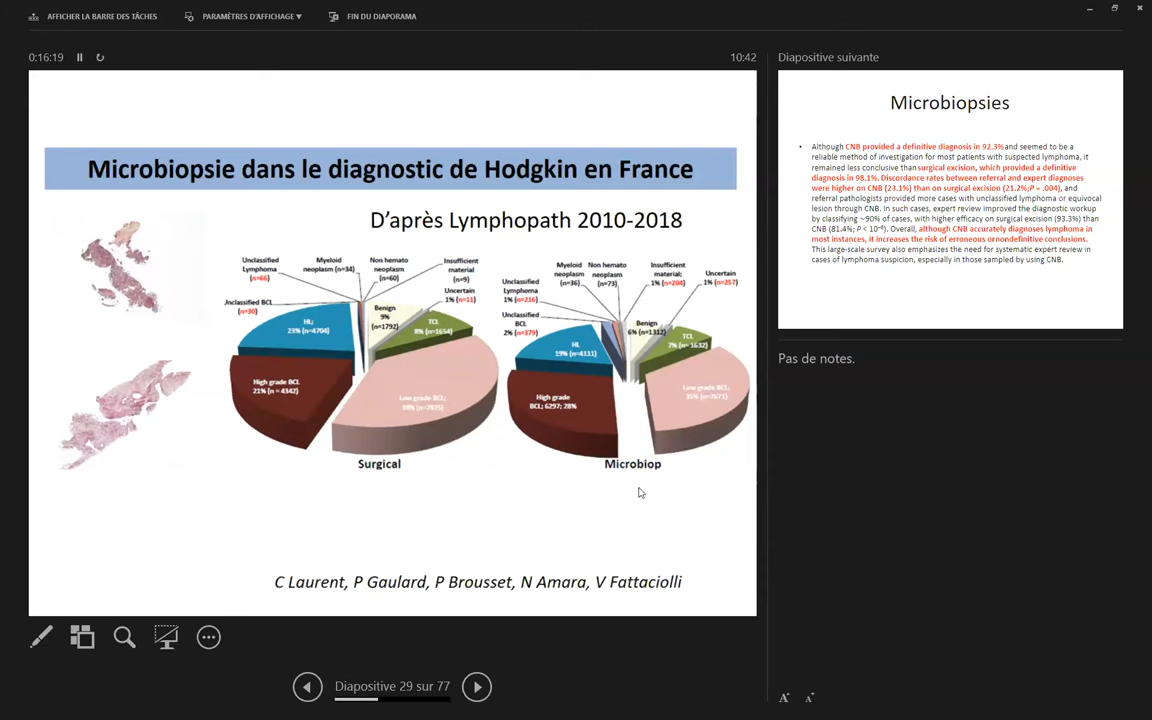 AFFICHER LA BARRE DES TÂCHES
PARAMÈTRES D'AFFICHAGE ▼
FIN DU DIAPORAMA
0:16:19
10:42
Microbiopsie dans le diagnostic de Hodgkin en France
D'après Lymphopath 2010-2018
Unclassified
Lymphoma
(n=66)
Myeloid
neoplasm (n=34)
Non hemato
neoplasm
(n=60)
Insufficient
material
(n=9)
Uncertain
1% (n=11)
Unclassified BCL
(n=30)
Benign
9%
(n=1792)
TCL
8% (n=1654)
HL;
23% (n=4704)
High grade BCL
21% (n = 4342)
Low grade BCL;
(n=7875)
Surgical
Myeloid
neoplasm
(n=36)
Non hemato
neoplasm
(n=73)
Insufficient
material;
1% (n=204)
Uncertain
1% (n=257)
Unclassified
Lymphoma
1% (n=216)
Unclassified
BCL
2% (n=379)
Benign
6% (n=1312)
TCL
7% (n=1632)
HL
19% (n=4311)
High grade
BCL; 6297; 28%
Low grade BCL;
35% (n=7671)
Microbiop
C Laurent, P Gaulard, P Brousset, N Amara, V Fattaciolli
Diapositive 29 sur 77
Diapositive suivante
Microbiopsies
• Although CNB provided a definitive diagnosis in 92.3% and seemed to be a
reliable method of investigation for most patients with suspected lymphoma, it
remained less conclusive than surgical excision, which provided a definitive
diagnosis in 98.1%. Discordance rates between referral and expert diagnoses
were higher on CNB (23.1%) than on surgical excision (21.2%;P = .004), and
referral pathologists provided more cases with unclassified lymphoma or equivocal
lesion through CNB. In such cases, expert review improved the diagnostic workup
by classifying ~90% of cases, with higher efficacy on surgical excision (93.3%) than
CNB (81.4%; P < 10⁻⁶). Overall, although CNB accurately diagnoses lymphoma in
most instances, it increases the risk of erroneous ornondefinitive conclusions.
This large-scale survey also emphasizes the need for systematic expert review in
cases of lymphoma suspicion, especially in those sampled by using CNB.
Pas de notes.